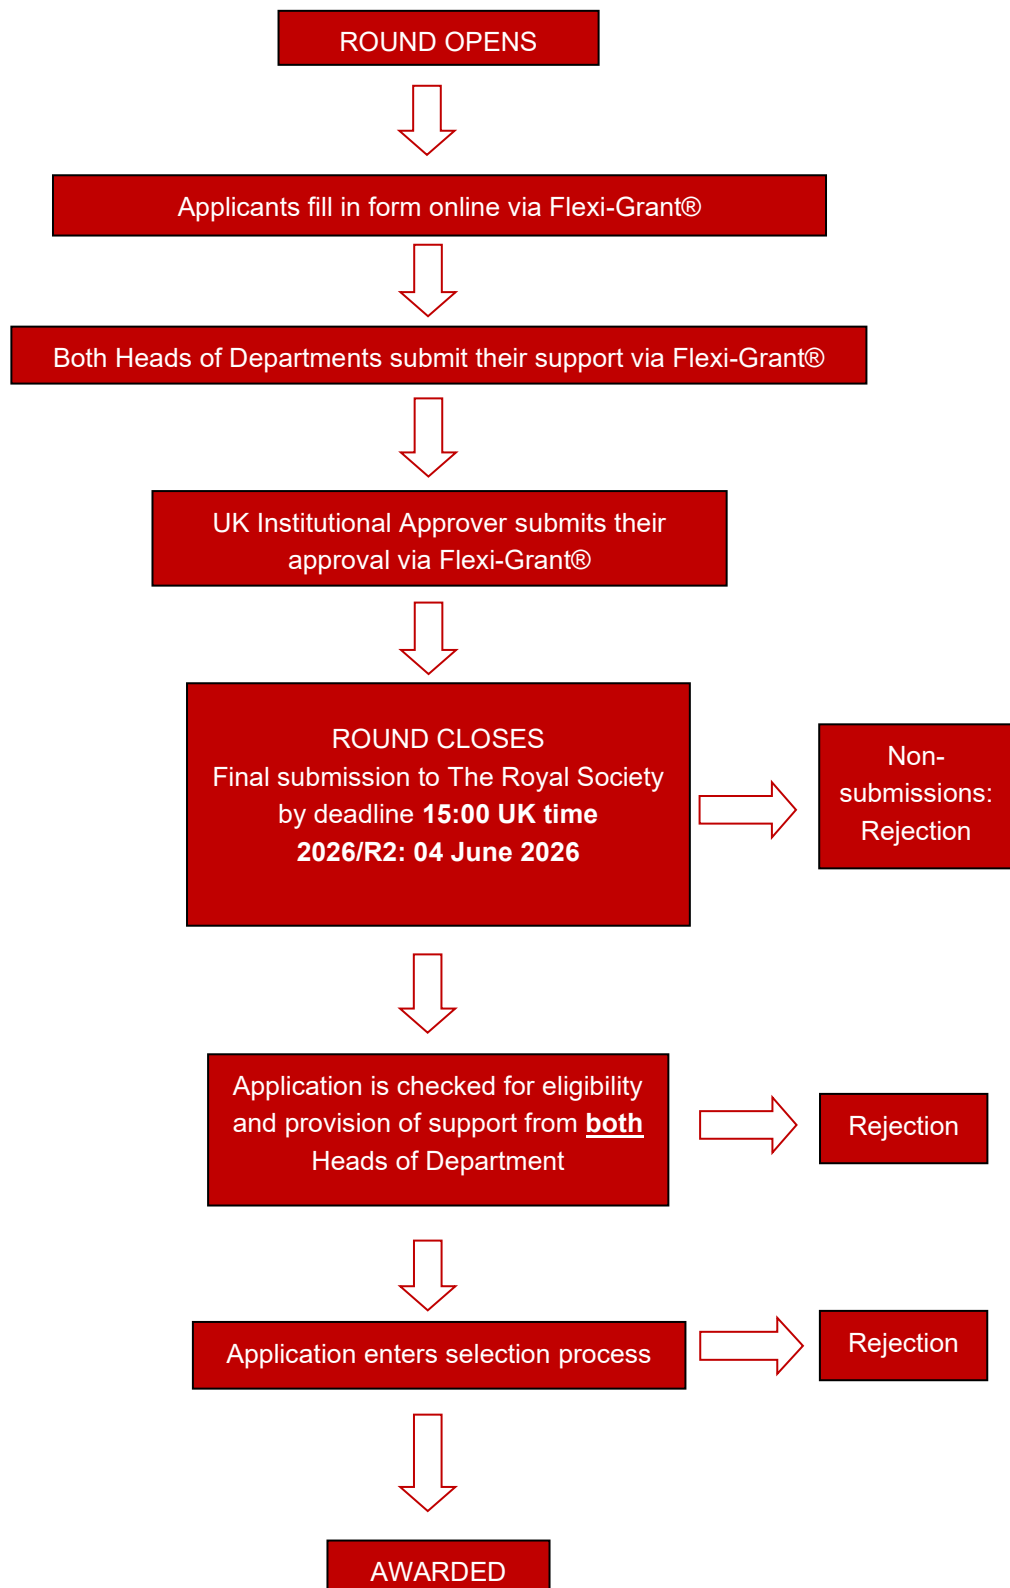 ROUND OPENS
Applicants fill in form online via Flexi-Grant®
Both Heads of Departments submit their support via Flexi-Grant®
UK Institutional Approver submits their
approval via Flexi-Grant®
ROUND CLOSES
Final submission to The Royal Society
by deadline 15:00 UK time
2026/R2: 04 June 2026
Non-
submissions:
Rejection
Application is checked for eligibility
and provision of support from both
Heads of Department
Rejection
Application enters selection process
Rejection
AWARDED